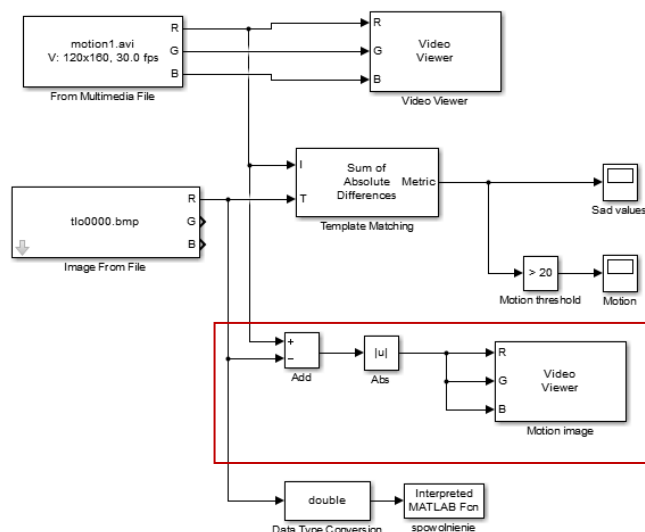 motion1.avi
V: 120x160, 30.0 fps
R
G
B
From Multimedia File
R
G
B
Video
Viewer
Video Viewer
tlo0000.bmp
R
G
B
Image From File
I
T
Sum of
Absolute
Differences
Metric
Template Matching
Sad values
> 20
Motion threshold
Motion
+
−
Add
|u|
Abs
R
G
B
Video
Viewer
Motion image
double
Data Type Conversion
Interpreted
MATLAB Fcn
spowolnienie